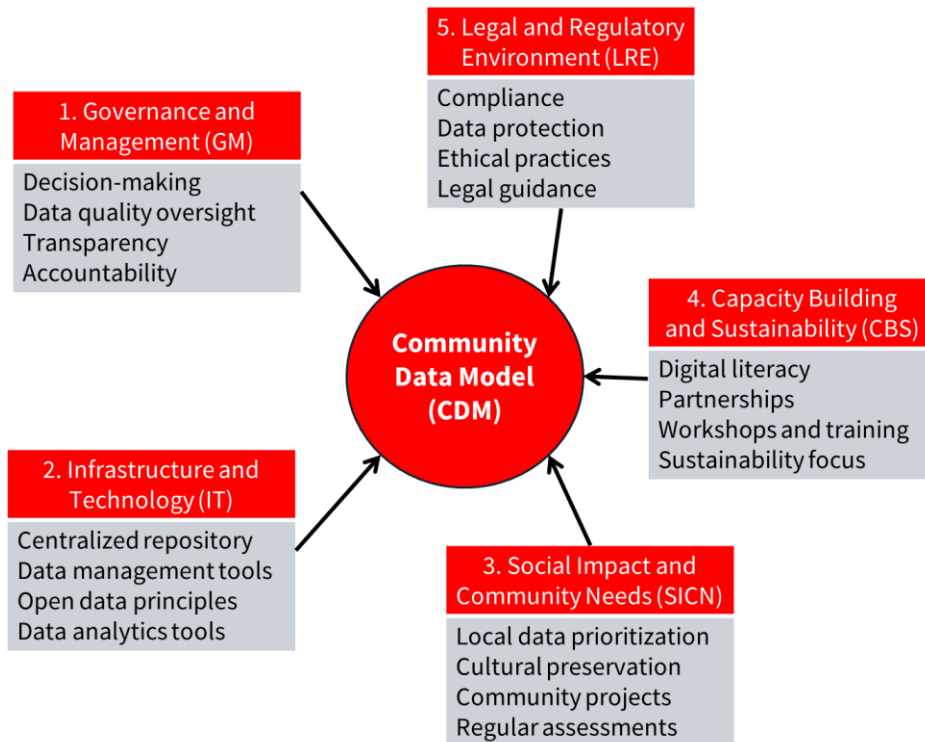 1. Governance and
Management (GM)
Decision-making
Data quality oversight
Transparency
Accountability
2. Infrastructure and
Technology (IT)
Centralized repository
Data management tools
Open data principles
Data analytics tools
3. Social Impact and
Community Needs (SICN)
Local data prioritization
Cultural preservation
Community projects
Regular assessments
4. Capacity Building
and Sustainability (CBS)
Digital literacy
Partnerships
Workshops and training
Sustainability focus
5. Legal and Regulatory
Environment (LRE)
Compliance
Data protection
Ethical practices
Legal guidance
Community
Data Model
(CDM)